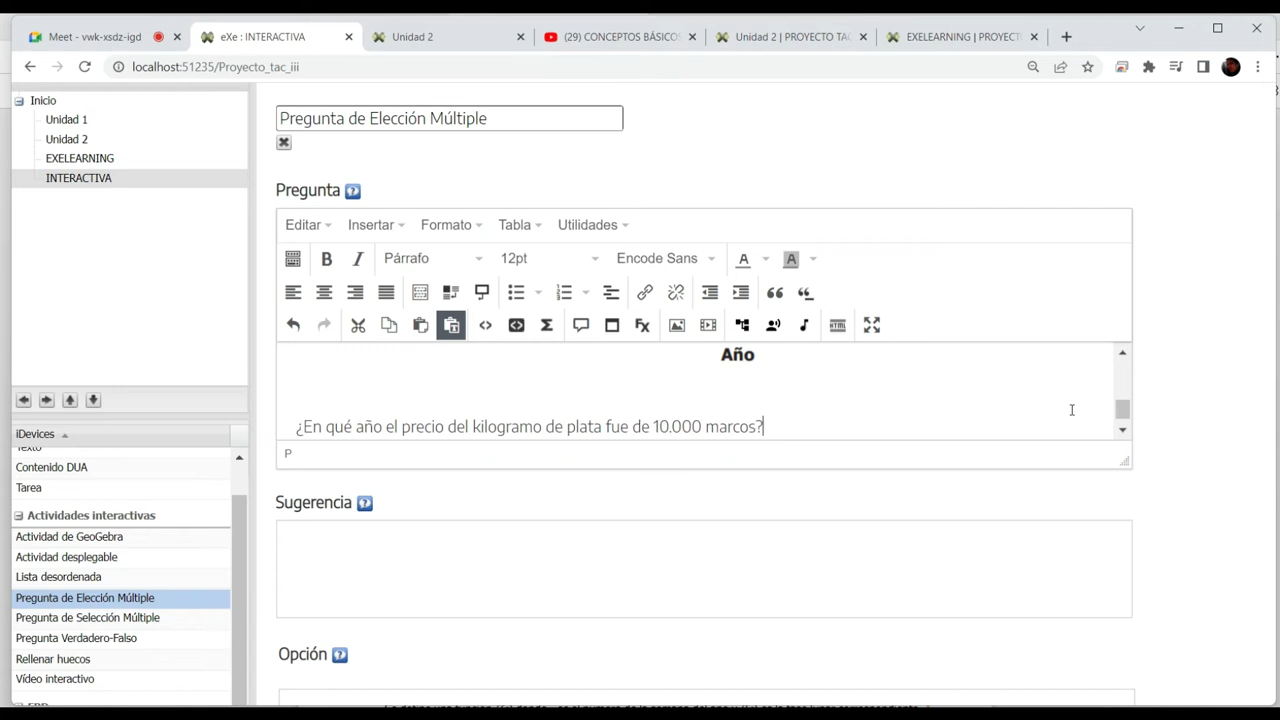 Meet - vwk-xsdz-igd
eXe : INTERACTIVA
Unidad 2
(29) CONCEPTOS BÁSICOS
Unidad 2 | PROYECTO TAC
EXELEARNING | PROYECT
localhost:51235/Proyecto_tac_iii
Inicio
Unidad 1
Unidad 2
EXELEARNING
INTERACTIVA
iDevices
Texto
Contenido DUA
Tarea
Actividades interactivas
Actividad de GeoGebra
Actividad desplegable
Lista desordenada
Pregunta de Elección Múltiple
Pregunta de Selección Múltiple
Pregunta Verdadero-Falso
Rellenar huecos
Vídeo interactivo
Pregunta de Elección Múltiple
Pregunta
Editar Insertar Formato Tabla Utilidades
B I Párrafo 12pt Encode Sans A A
Año
¿En qué año el precio del kilogramo de plata fue de 10.000 marcos?
P
Sugerencia
Opción